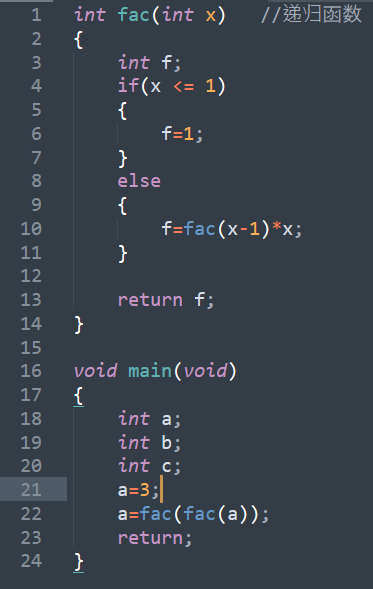 1 int fac(int x) //递归函数
2 {
3 int f;
4 if(x <= 1)
5 {
6 f=1;
7 }
8 else
9 {
10 f=fac(x-1)*x;
11 }
12
13 return f;
14 }
15
16 void main(void)
17 {
18 int a;
19 int b;
20 int c;
21 a=3;
22 a=fac(fac(a));
23 return;
24 }